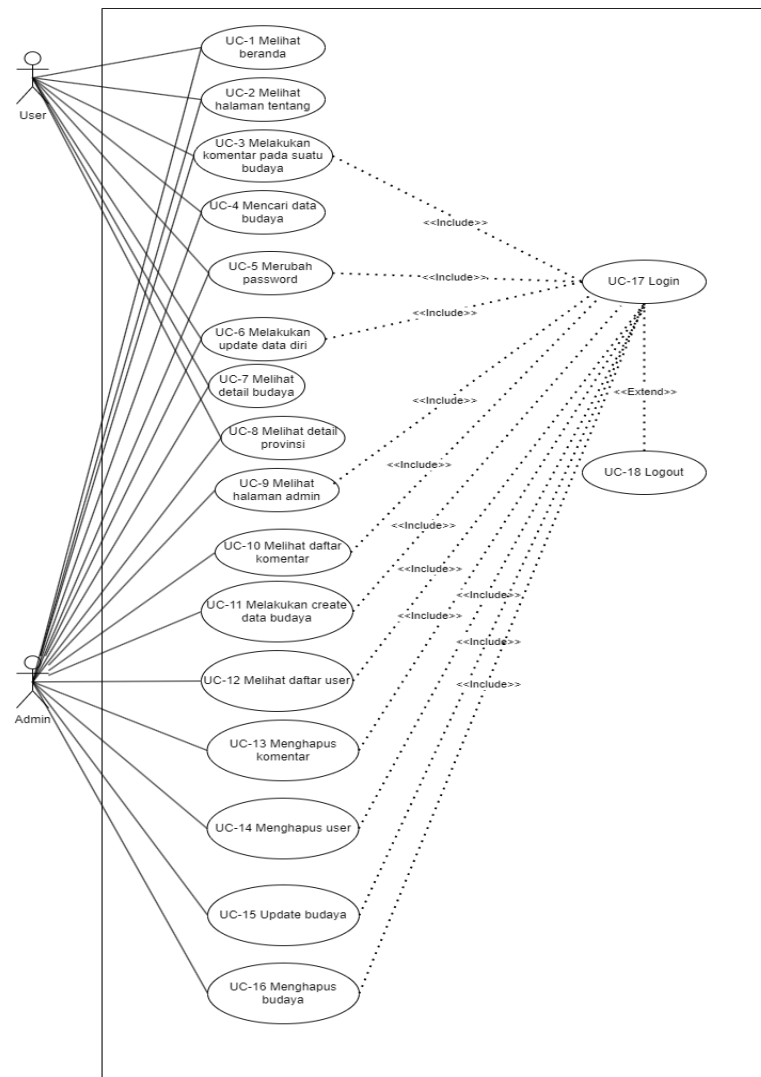 User
UC-1 Melihat
beranda
UC-2 Melihat
halaman tentang
UC-3 Melakukan
komentar pada suatu
budaya
UC-4 Mencari data
budaya
UC-5 Merubah
password
UC-6 Melakukan
update data diri
UC-7 Melihat
detail budaya
UC-8 Melihat detail
provinsi
UC-9 Melihat
halaman admin
UC-10 Melihat daftar
komentar
UC-11 Melakukan create
data budaya
UC-12 Melihat daftar user
UC-13 Menghapus
komentar
UC-14 Menghapus user
UC-15 Update budaya
UC-16 Menghapus
budaya
Admin
<<Include>>
<<Include>>
<<Include>>
<<Include>>
<<Include>>
<<Include>>
<<Include>>
<<Include>>
<<Include>>
<<Include>>
<<Include>>
UC-17 Login
<<Extend>>
UC-18 Logout